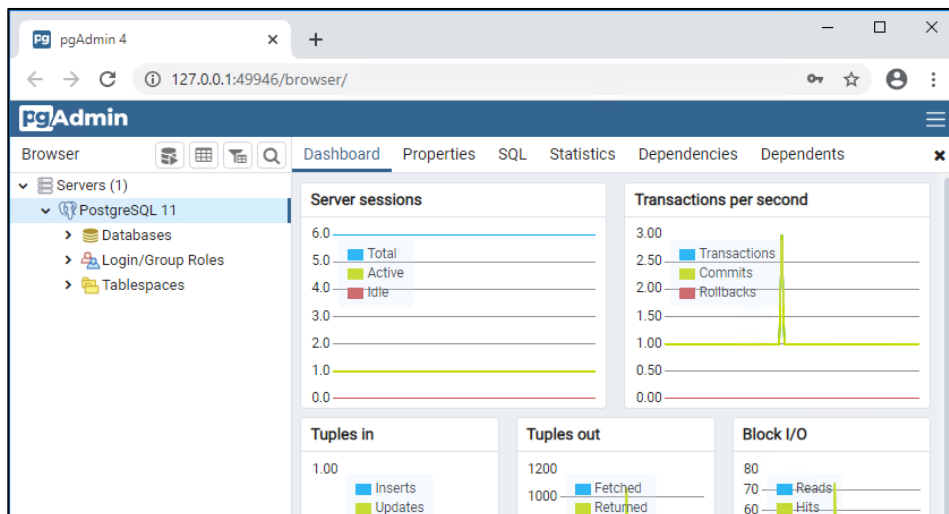 pgAdmin 4
127.0.0.1:49946/browser/
pgAdmin
Browser
Dashboard Properties SQL Statistics Dependencies Dependents
Servers (1)
PostgreSQL 11
Databases
Login/Group Roles
Tablespaces
Server sessions
6.0
5.0
4.0
3.0
2.0
1.0
0.0
Total
Active
Idle
Transactions per second
3.00
2.50
2.00
1.50
1.00
0.50
0.00
Transactions
Commits
Rollbacks
Tuples in
1.00
Inserts
Updates
Tuples out
1200
1000
Fetched
Returned
Block I/O
80
70
60
Reads
Hits